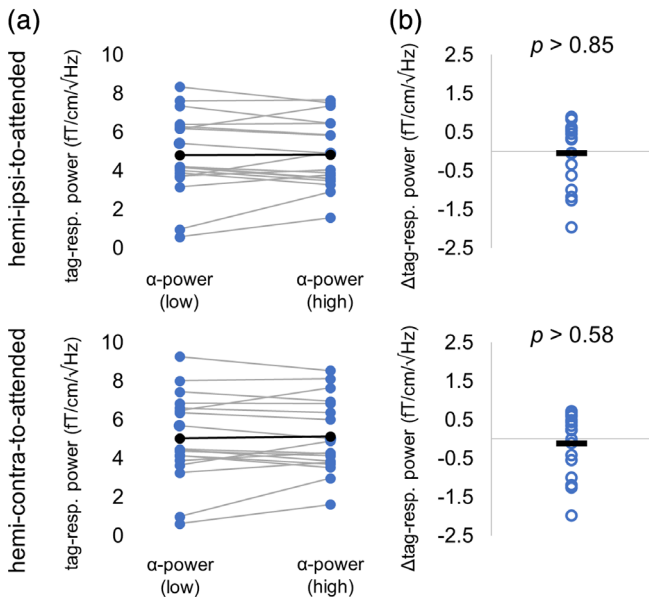 (a)
(b)
hemi-ipsi-to-attended
tag-resp. power (fT/cm/√Hz)
10
8
6
4
2
0
α-power
(low)
α-power
(high)
Δtag-resp. power (fT/cm/√Hz)
2.5
1.5
0.5
-0.5
-1.5
-2.5
p > 0.85
hemi-contra-to-attended
tag-resp. power (fT/cm/√Hz)
10
8
6
4
2
0
α-power
(low)
α-power
(high)
Δtag-resp. power (fT/cm/√Hz)
2.5
1.5
0.5
-0.5
-1.5
-2.5
p > 0.58